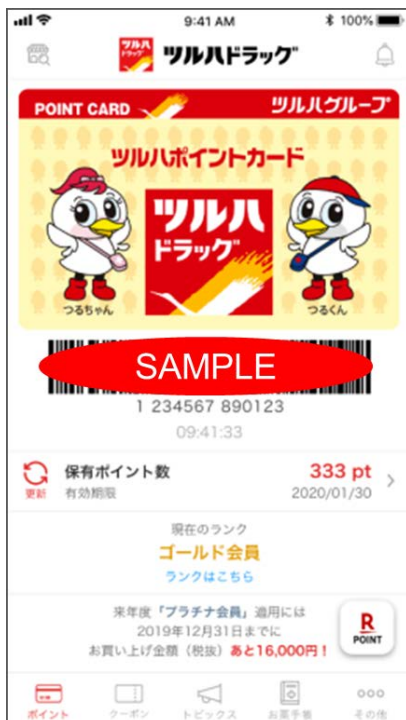 9:41 AM
100%
ツルハ
ドラッグ
ツルハドラッグ
POINT CARD
ツルハグループ
ツルハポイントカード
ツルハ
ドラッグ
つるちゃん
つるくん
SAMPLE
1 234567 890123
09:41:33
更新
保有ポイント数
333 pt
有効期限
2020/01/30
現在のランク
ゴールド会員
ランクはこちら
来年度「プラチナ会員」適用には
2019年12月31日までに
お買い上げ金額（税抜）あと16,000円！
R
POINT
ポイント
クーポン
トピックス
お薬手帳
その他